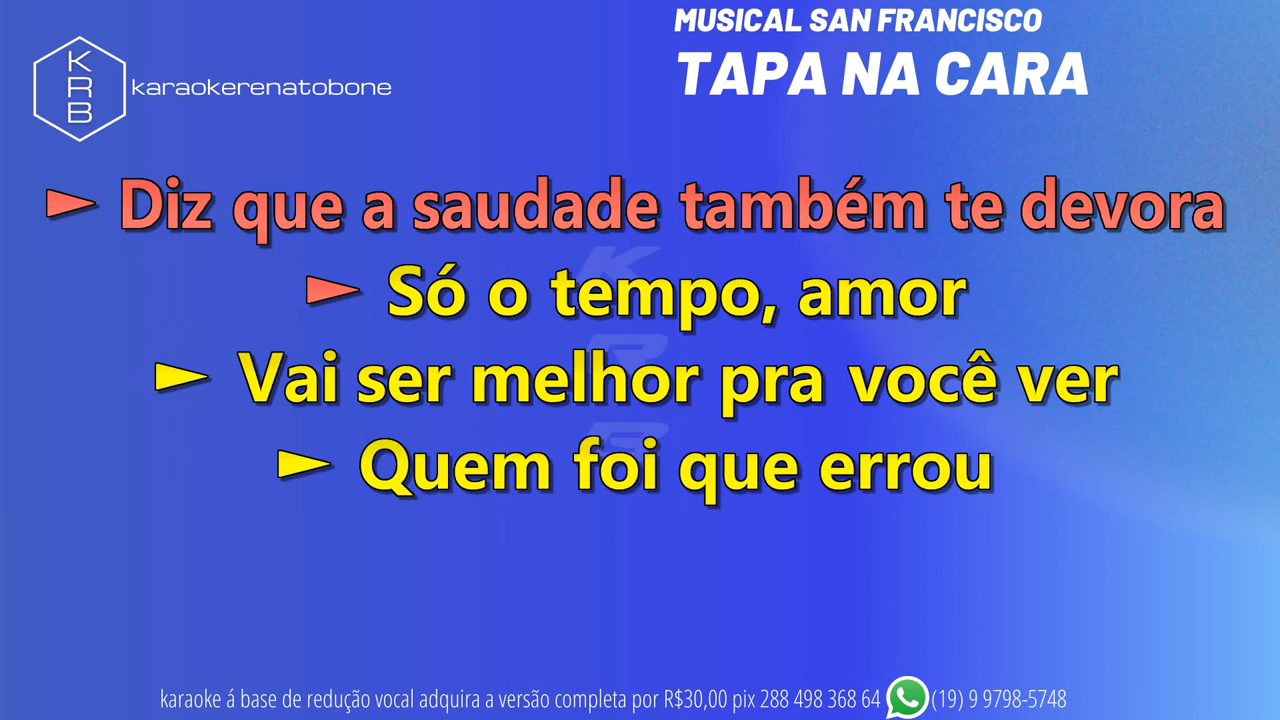 MUSICAL SAN FRANCISCO
TAPA NA CARA
KRB
karaokerenatobone
► Diz que a saudade também te devora
► Só o tempo, amor
► Vai ser melhor pra você ver
► Quem foi que errou
KRB
karaoke á base de redução vocal adquira a versão completa por R$30,00 pix 288 498 368 64 (19) 9 9798-5748